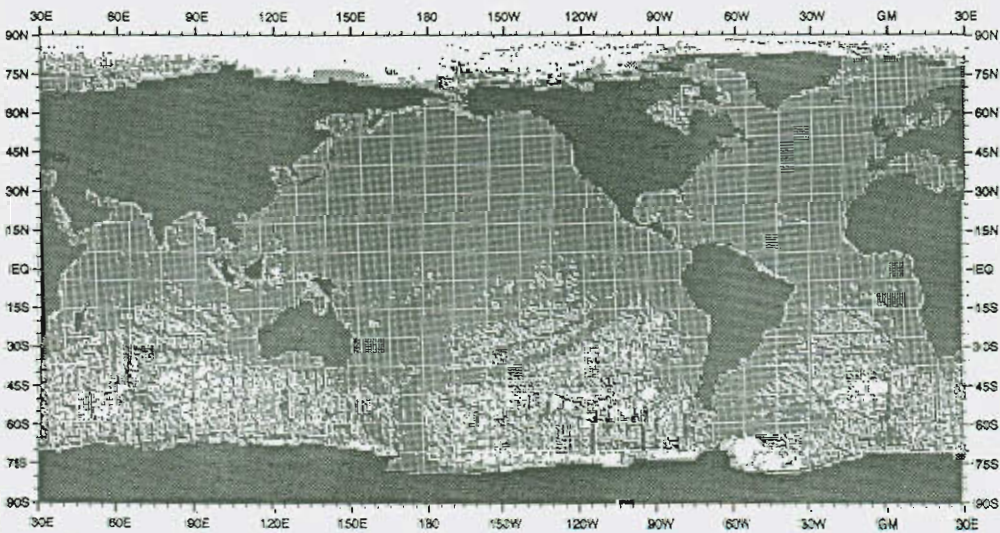 30E 60E 90E 120E 150E 180 150W 120W 90W 60W 30W GM 30E
90N 90N
75N 75N
60N 60N
45N 45N
30N 30N
15N 15N
EQ EQ
15S 15S
30S 30S
45S 45S
60S 60S
75S 75S
90S 90S
30E 60E 90E 120E 150E 180 150W 120W 90W 60W 30W GM 30E